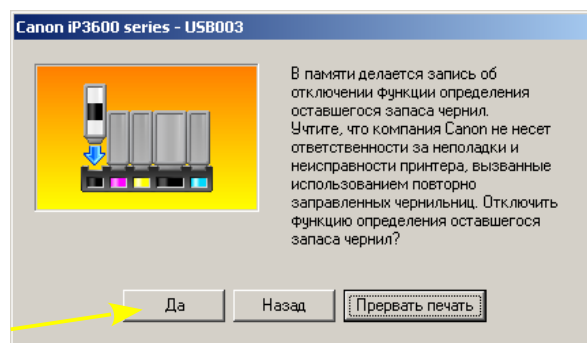 Canon iP3600 series - USB003
В памяти делается запись об
отключении функции определения
оставшегося запаса чернил.
Учтите, что компания Canon не несет
ответственности за неполадки и
неисправности принтера, вызванные
использованием повторно
заправленных чернильниц. Отключить
функцию определения оставшегося
запаса чернил?
Да
Назад
Прервать печать